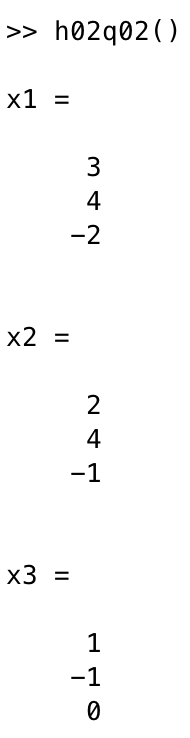 >> h02q02()
x1 =
3
4
−2
x2 =
2
4
−1
x3 =
1
−1
0